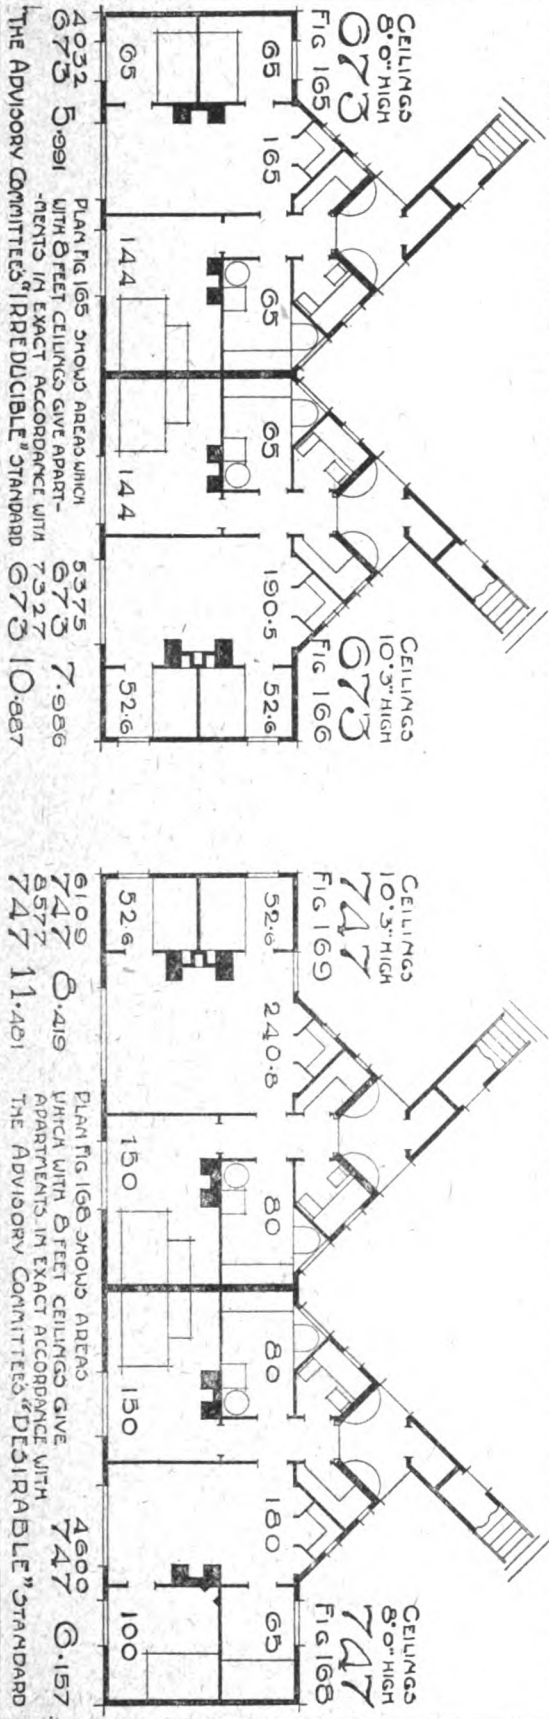 CEILINGS
8'0" HIGH
673
FIG 165
65
65
165
144
65
CEILINGS
10'3" HIGH
673
FIG 166
65
144
190.5
52.6
52.6
4032
673 5.991
PLAN FIG 165 SHOWS AREAS WHICH
WITH 8 FEET CEILINGS GIVE APART-
-MENTS IN EXACT ACCORDANCE WITH
"THE ADVISORY COMMITTEES "IRREDUCIBLE" STANDARD
5375
673 7.986
7327
673 10.887
CEILINGS
10'3" HIGH
747
FIG 169
52.6
52.6
240.8
150
80
CEILINGS
8'0" HIGH
747
FIG 168
80
150
180
65
100
6109
747 8.419
8577
747 11.481
PLAN FIG 168 SHOWS AREAS
WHICH WITH 8 FEET CEILINGS GIVE
APARTMENTS IN EXACT ACCORDANCE WITH
THE ADVISORY COMMITTEES "DESIRABLE" STANDARD
4600
747 6.157